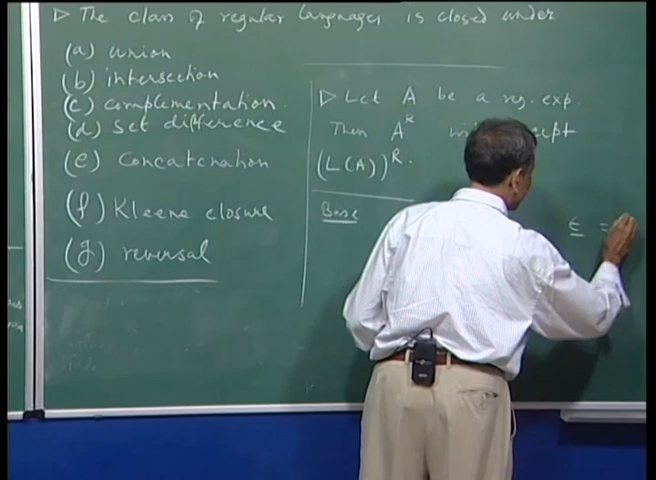 ▷ The class of regular languages is closed under
(a) union
(b) intersection
(c) complementation.
(d) set difference
(e) concatenation
(f) Kleene closure
(g) reversal
▷ Let A be a reg. exp.
Then A^R
(L(A))^R.
Base
ε =